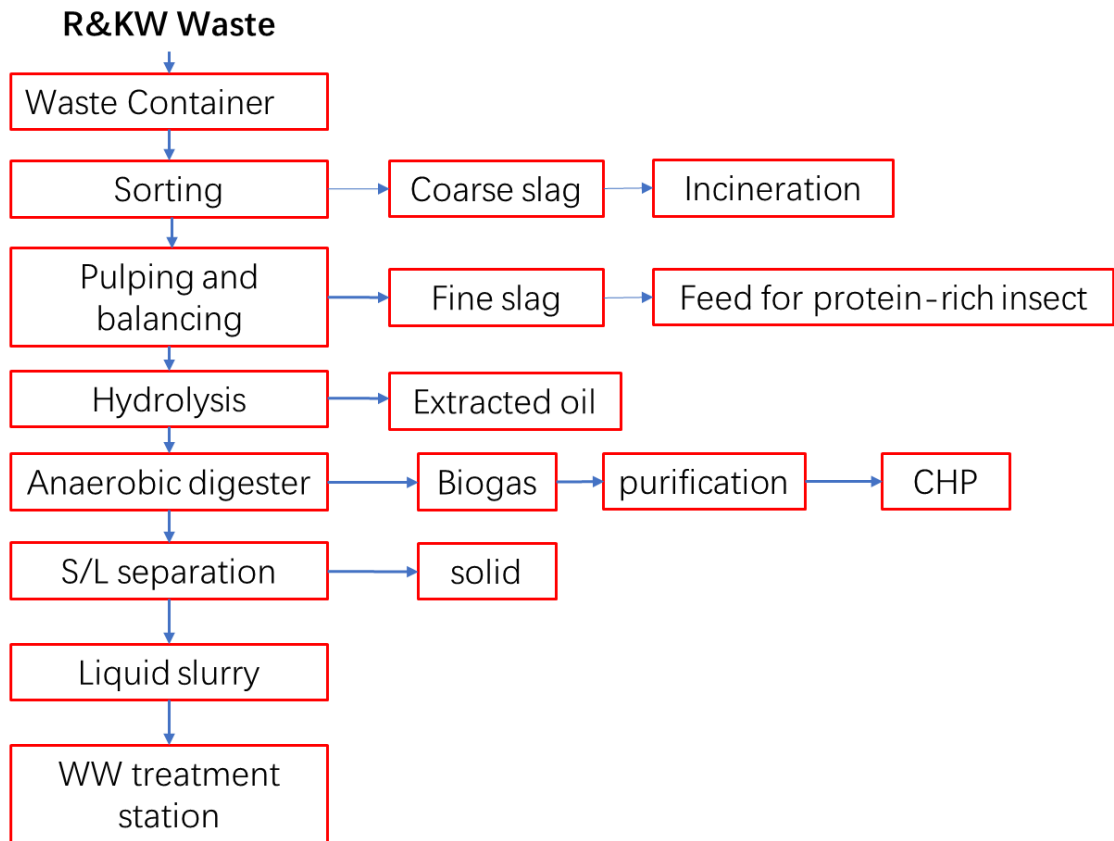 R&KW Waste
Waste Container
Sorting
Coarse slag
Incineration
Pulping and
balancing
Fine slag
Feed for protein-rich insect
Hydrolysis
Extracted oil
Anaerobic digester
Biogas
purification
CHP
S/L separation
solid
Liquid slurry
WW treatment
station